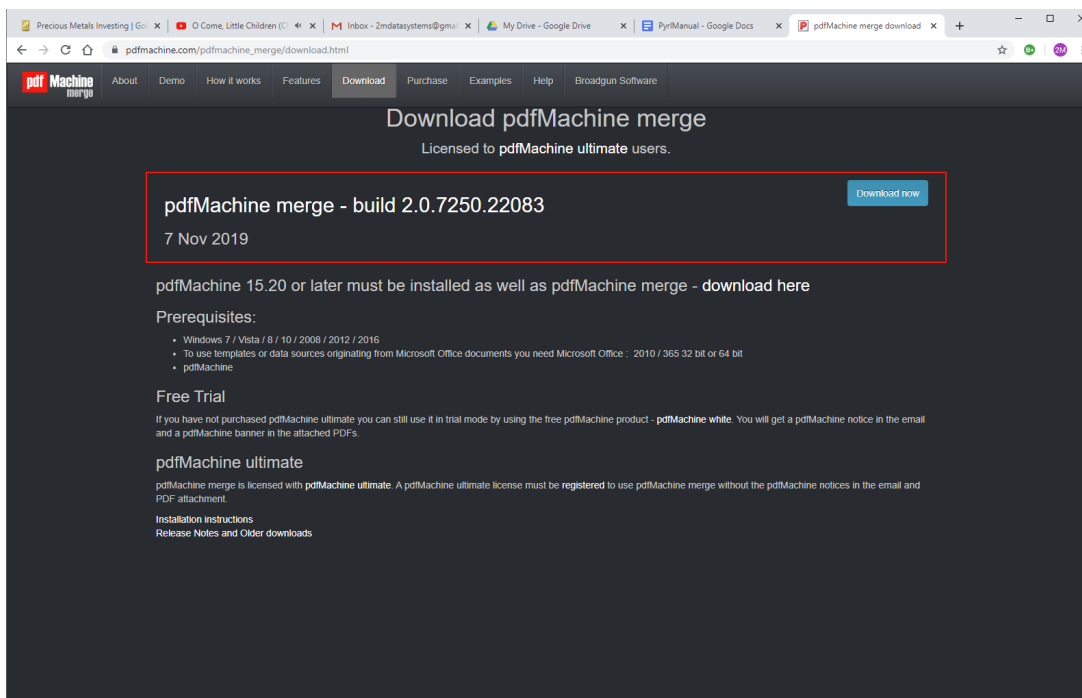 Precious Metals Investing | Gol
O Come, Little Children (C
Inbox - 2mdatasystems@gmai
My Drive - Google Drive
PyrlManual - Google Docs
pdfMachine merge download
pdfmachine.com/pdfmachine_merge/download.html
2M
pdf Machine
merge
About
Demo
How it works
Features
Download
Purchase
Examples
Help
Broadgun Software
Download pdfMachine merge
Licensed to pdfMachine ultimate users.
pdfMachine merge - build 2.0.7250.22083
Download now
7 Nov 2019
pdfMachine 15.20 or later must be installed as well as pdfMachine merge - download here
Prerequisites:
• Windows 7 / Vista / 8 / 10 / 2008 / 2012 / 2016
• To use templates or data sources originating from Microsoft Office documents you need Microsoft Office : 2010 / 365 32 bit or 64 bit
• pdfMachine
Free Trial
If you have not purchased pdfMachine ultimate you can still use it in trial mode by using the free pdfMachine product - pdfMachine white. You will get a pdfMachine notice in the email
and a pdfMachine banner in the attached PDFs.
pdfMachine ultimate
pdfMachine merge is licensed with pdfMachine ultimate. A pdfMachine ultimate license must be registered to use pdfMachine merge without the pdfMachine notices in the email and
PDF attachment.
Installation instructions
Release Notes and Older downloads